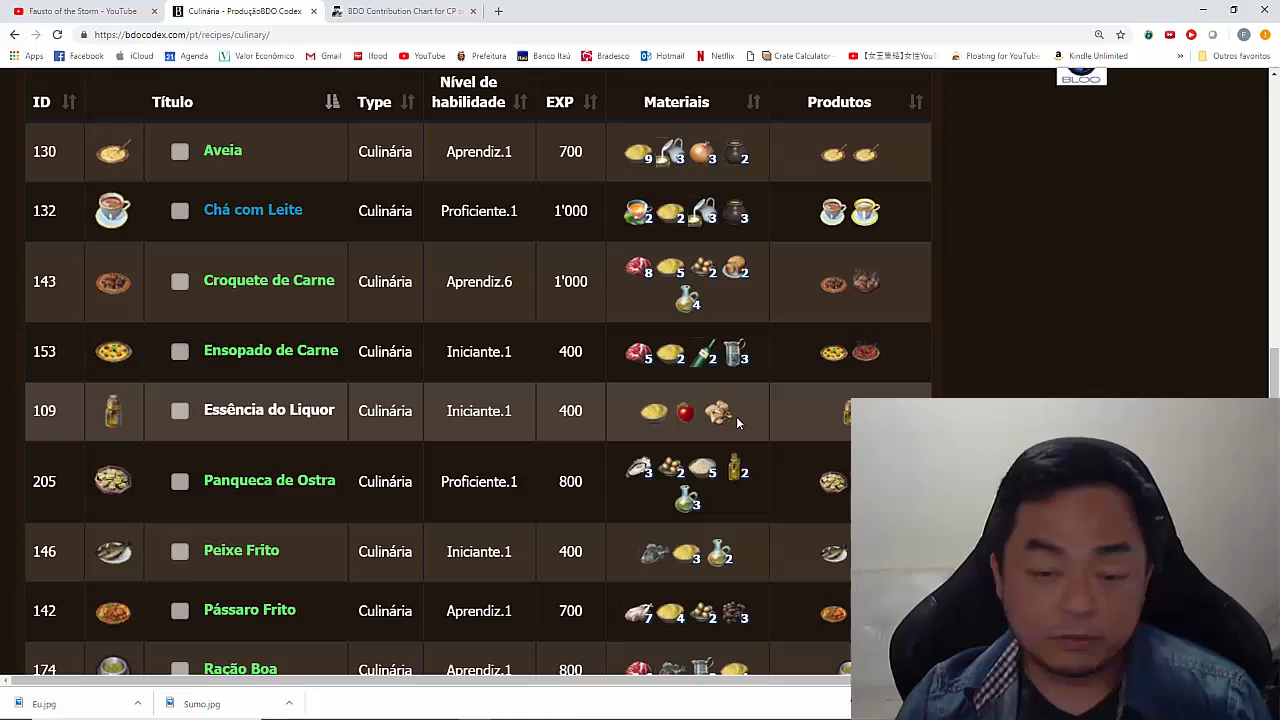 Fausto of the Storm - YouTube
Culinária - ProduçãoBDO Codex
BDO Contribution Chart for CP s
https://bdocodex.com/pt/recipes/culinary/
Apps Facebook iCloud Agenda Valor Econômico Gmail Ifood YouTube Prefeitura Banco Itaú Bradesco Hotmail Netflix Crate Calculator Floating for YouTube Kindle Unlimited » Outros favoritos
BLOO
ID Título Type Nível de habilidade EXP Materiais Produtos
130 Aveia Culinária Aprendiz.1 700 9 3 3 2
132 Chá com Leite Culinária Proficiente.1 1'000 2 2 3 3
143 Croquete de Carne Culinária Aprendiz.6 1'000 8 5 2 2
4
153 Ensopado de Carne Culinária Iniciante.1 400 5 2 2 3
109 Essência do Liquor Culinária Iniciante.1 400
205 Panqueca de Ostra Culinária Proficiente.1 800 3 2 5 2
3
146 Peixe Frito Culinária Iniciante.1 400 3 2
142 Pássaro Frito Culinária Aprendiz.1 700 7 4 2 3
174 Ração Boa Culinária Aprendiz.1 800
Eu.jpg
Sumo.jpg